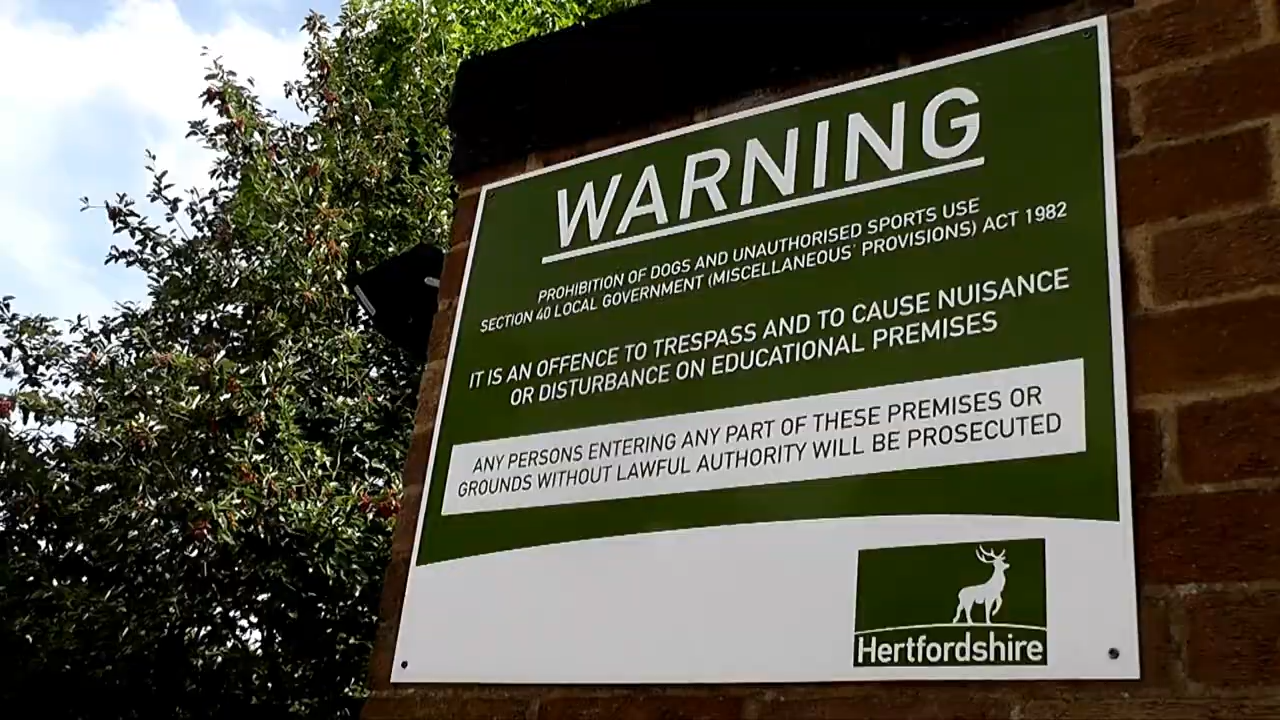 WARNING
PROHIBITION OF DOGS AND UNAUTHORISED SPORTS USE
SECTION 40 LOCAL GOVERNMENT (MISCELLANEOUS' PROVISIONS) ACT 1982
IT IS AN OFFENCE TO TRESPASS AND TO CAUSE NUISANCE
OR DISTURBANCE ON EDUCATIONAL PREMISES
ANY PERSONS ENTERING ANY PART OF THESE PREMISES OR
GROUNDS WITHOUT LAWFUL AUTHORITY WILL BE PROSECUTED
Hertfordshire